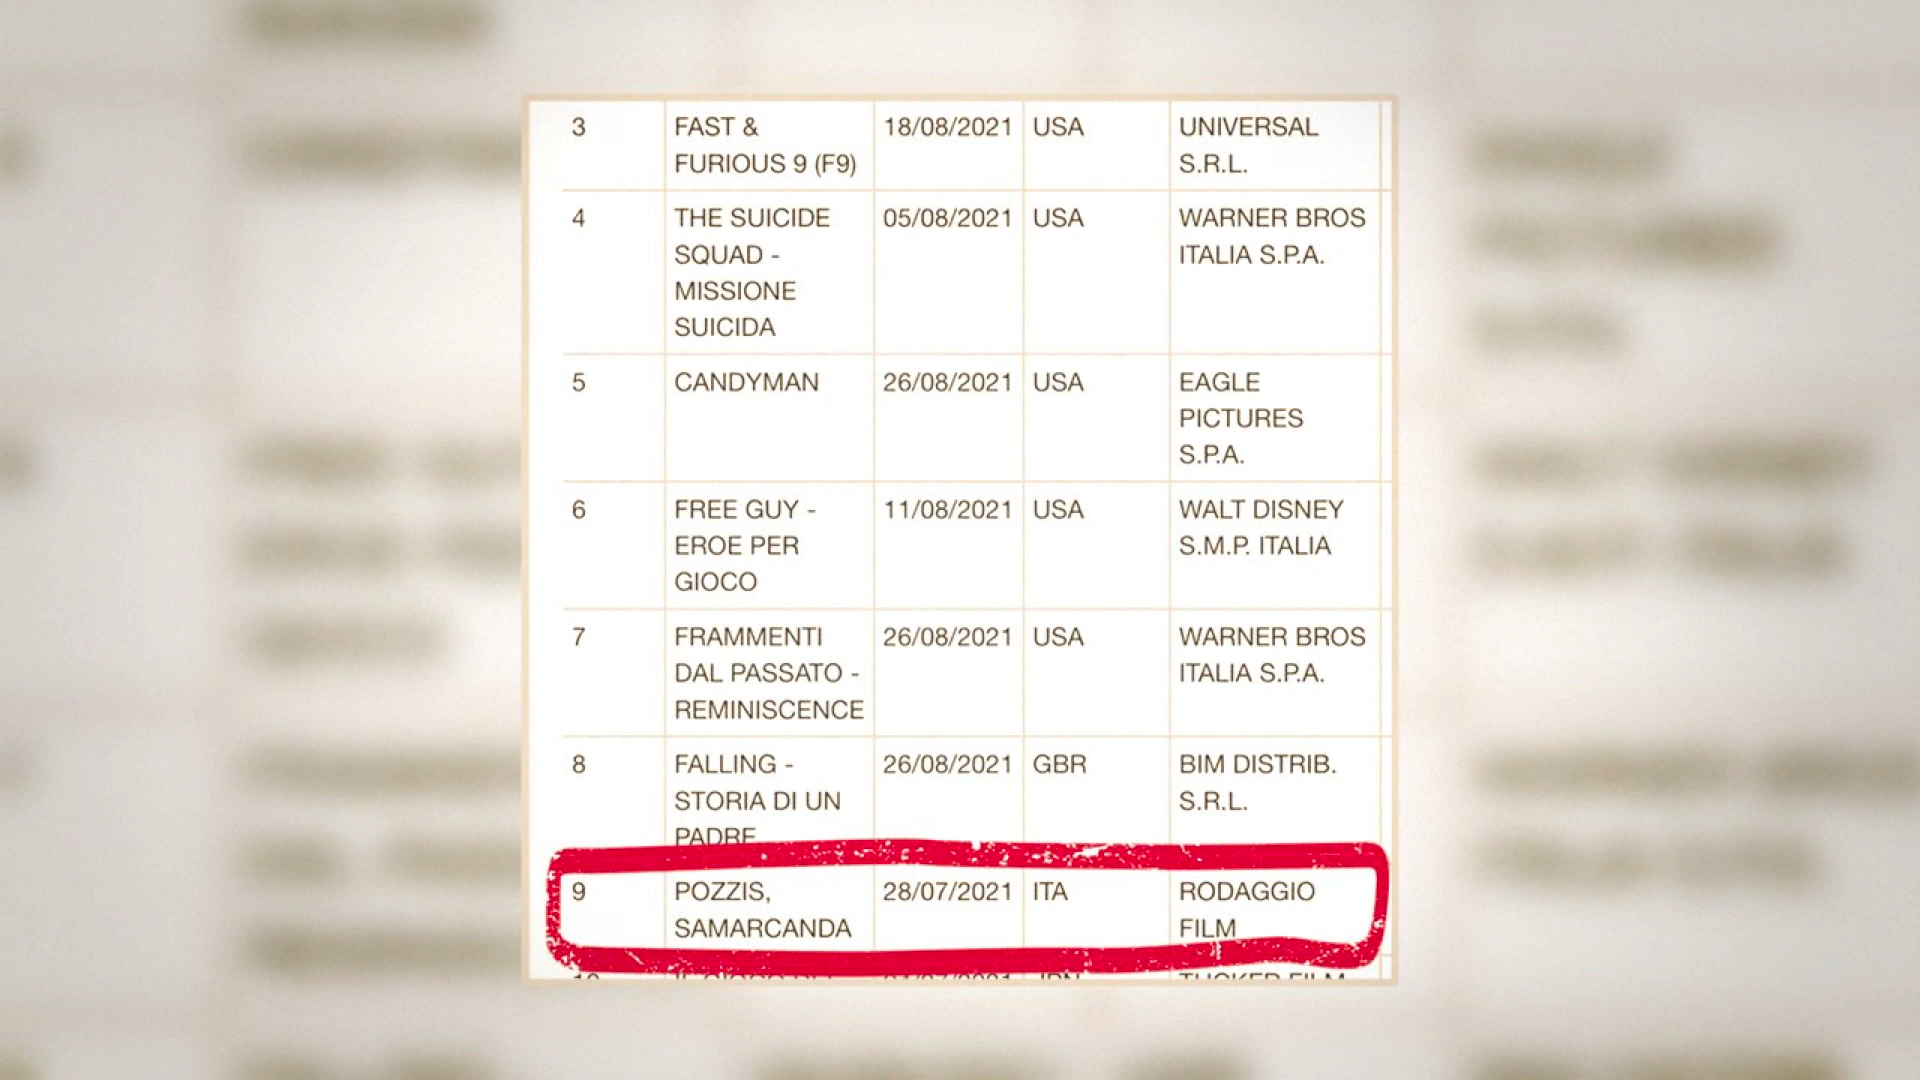 3 FAST & 18/08/2021 USA UNIVERSAL
FURIOUS 9 (F9) S.R.L.
4 THE SUICIDE 05/08/2021 USA WARNER BROS
SQUAD - ITALIA S.P.A.
MISSIONE
SUICIDA
5 CANDYMAN 26/08/2021 USA EAGLE
PICTURES
S.P.A.
6 FREE GUY - 11/08/2021 USA WALT DISNEY
EROE PER S.M.P. ITALIA
GIOCO
7 FRAMMENTI 26/08/2021 USA WARNER BROS
DAL PASSATO - ITALIA S.P.A.
REMINISCENCE
8 FALLING - 26/08/2021 GBR BIM DISTRIB.
STORIA DI UN S.R.L.
PADRE
9 POZZIS, 28/07/2021 ITA RODAGGIO
SAMARCANDA FILM
10 JPN TUCKER FILM